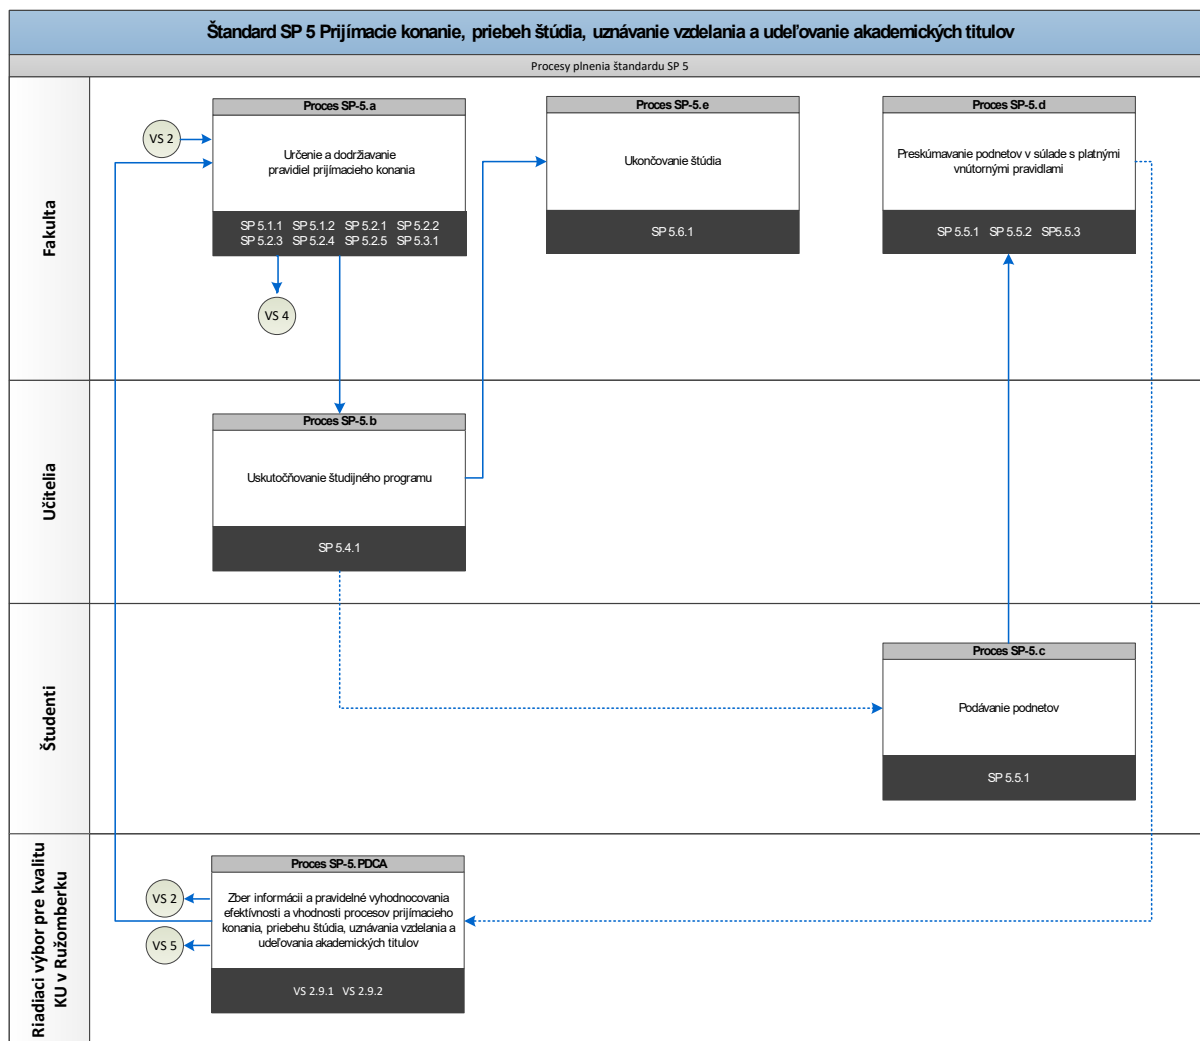 Štandard SP 5 Prijímacie konanie, priebeh štúdia, uznávanie vzdelania a udeľovanie akademických titulov
Procesy plnenia štandardu SP 5
Fakulta
VS 2
Proces SP-5. a
Určenie a dodržiavanie
pravidiel prijímacieho konania
SP 5.1.1 SP 5.1.2 SP 5.2.1 SP 5.2.2
SP 5.2.3 SP 5.2.4 SP 5.2.5 SP 5.3.1
VS 4
Proces SP-5. e
Ukončovanie štúdia
SP 5.6.1
Proces SP-5. d
Preskúmavanie podnetov v súlade s platnými
vnútornými pravidlami
SP 5.5.1 SP 5.5.2 SP5.5.3
Učitelia
Proces SP-5. b
Uskutočňovanie študijného programu
SP 5.4.1
Študenti
Proces SP-5. c
Podávanie podnetov
SP 5.5.1
Riadiaci výbor pre kvalitu
KU v Ružomberku
VS 2
VS 5
Proces SP-5. PDCA
Zber informácii a pravidelné vyhodnocovania
efektívnosti a vhodnosti procesov prijímacieho
konania, priebehu štúdia, uznávania vzdelania a
udeľovania akademických titulov
VS 2.9.1 VS 2.9.2